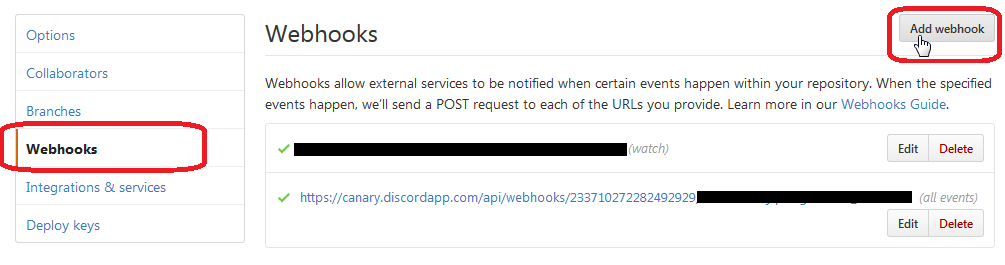 Options
Collaborators
Branches
Webhooks
Integrations & services
Deploy keys
Webhooks
Add webhook
Webhooks allow external services to be notified when certain events happen within your repository. When the specified
events happen, we'll send a POST request to each of the URLs you provide. Learn more in our Webhooks Guide.
(watch)
Edit
Delete
https://canary.discordapp.com/api/webhooks/233710272282492929
(all events)
Edit
Delete